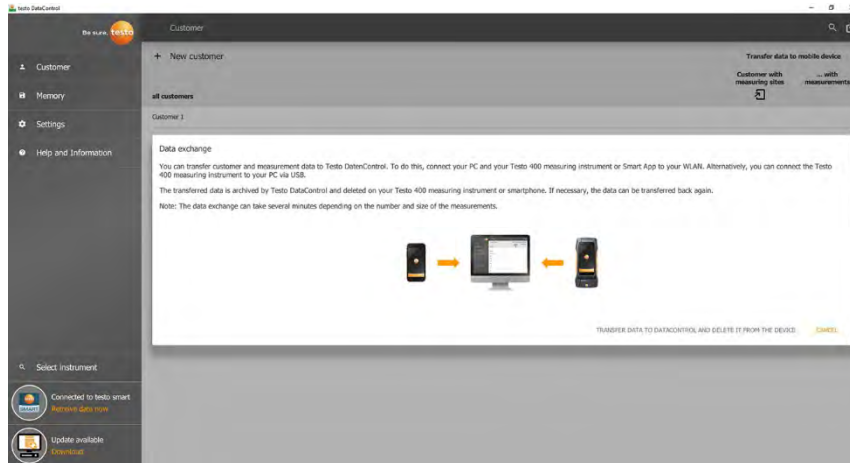 testo DataControl
Be sure. testo
Customer
Customer
Memory
Settings
Help and Information
+ New customer
Transfer data to mobile device
Customer with
measuring sites
... with
measurements
all customers
Customer 1
Data exchange
You can transfer customer and measurement data to Testo DatenControl. To do this, connect your PC and your Testo 400 measuring instrument or Smart App to your WLAN. Alternatively, you can connect the Testo
400 measuring instrument to your PC via USB.
The transferred data is archived by Testo DataControl and deleted on your Testo 400 measuring instrument or smartphone. If necessary, the data can be transferred back again.
Note: The data exchange can take several minutes depending on the number and size of the measurements.
TRANSFER DATA TO DATACONTROL AND DELETE IT FROM THE DEVICE
CANCEL
Select instrument
SMART
Connected to testo smart
Retrieve data now
Update available
Download